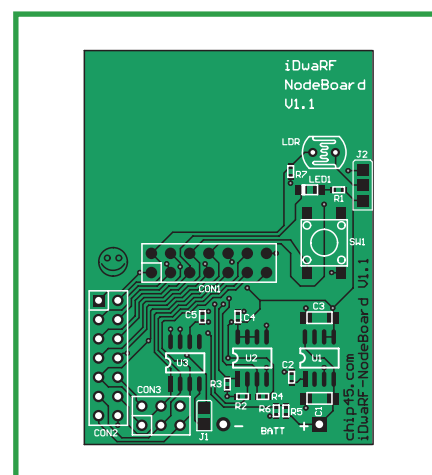 iDwaRF
NodeBoard
V1.1
LDR
J2
R7
LED1
R1
SW1
CON1
C5
C4
C3
U3
U2
U1
C2
R3
CON3
R2
R4
R6
R5
C1
CON2
J1
-
BATT
+
chip45.com
iDwaRF-NodeBoard V1.1